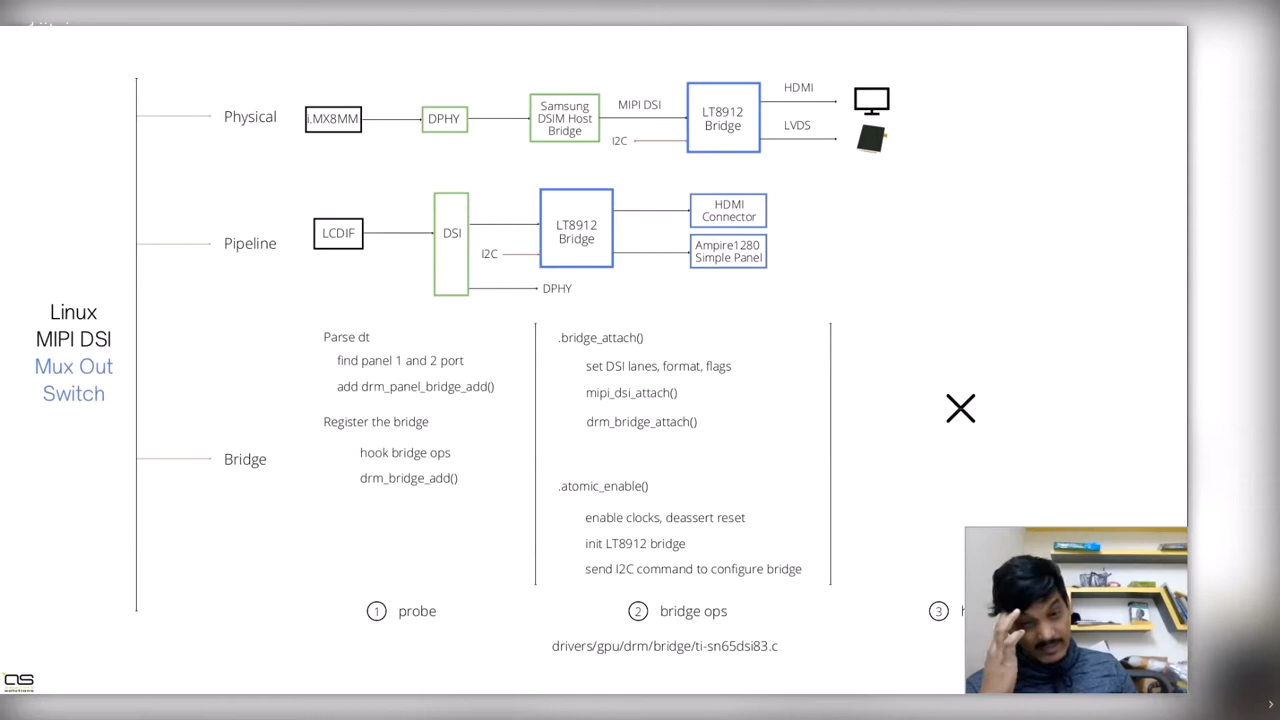 Physical
i.MX8MM
DPHY
Samsung
DSIM Host
Bridge
MIPI DSI
I2C
LT8912
Bridge
HDMI
LVDS
Pipeline
LCDIF
DSI
I2C
DPHY
LT8912
Bridge
HDMI
Connector
Ampire1280
Simple Panel
Linux
MIPI DSI
Mux Out
Switch
Bridge
Parse dt
find panel 1 and 2 port
add drm_panel_bridge_add()
Register the bridge
hook bridge ops
drm_bridge_add()
1 probe
.bridge_attach()
set DSI lanes, format, flags
mipi_dsi_attach()
drm_bridge_attach()
.atomic_enable()
enable clocks, deassert reset
init LT8912 bridge
send I2C command to configure bridge
2 bridge ops
3
drivers/gpu/drm/bridge/ti-sn65dsi83.c
solutions